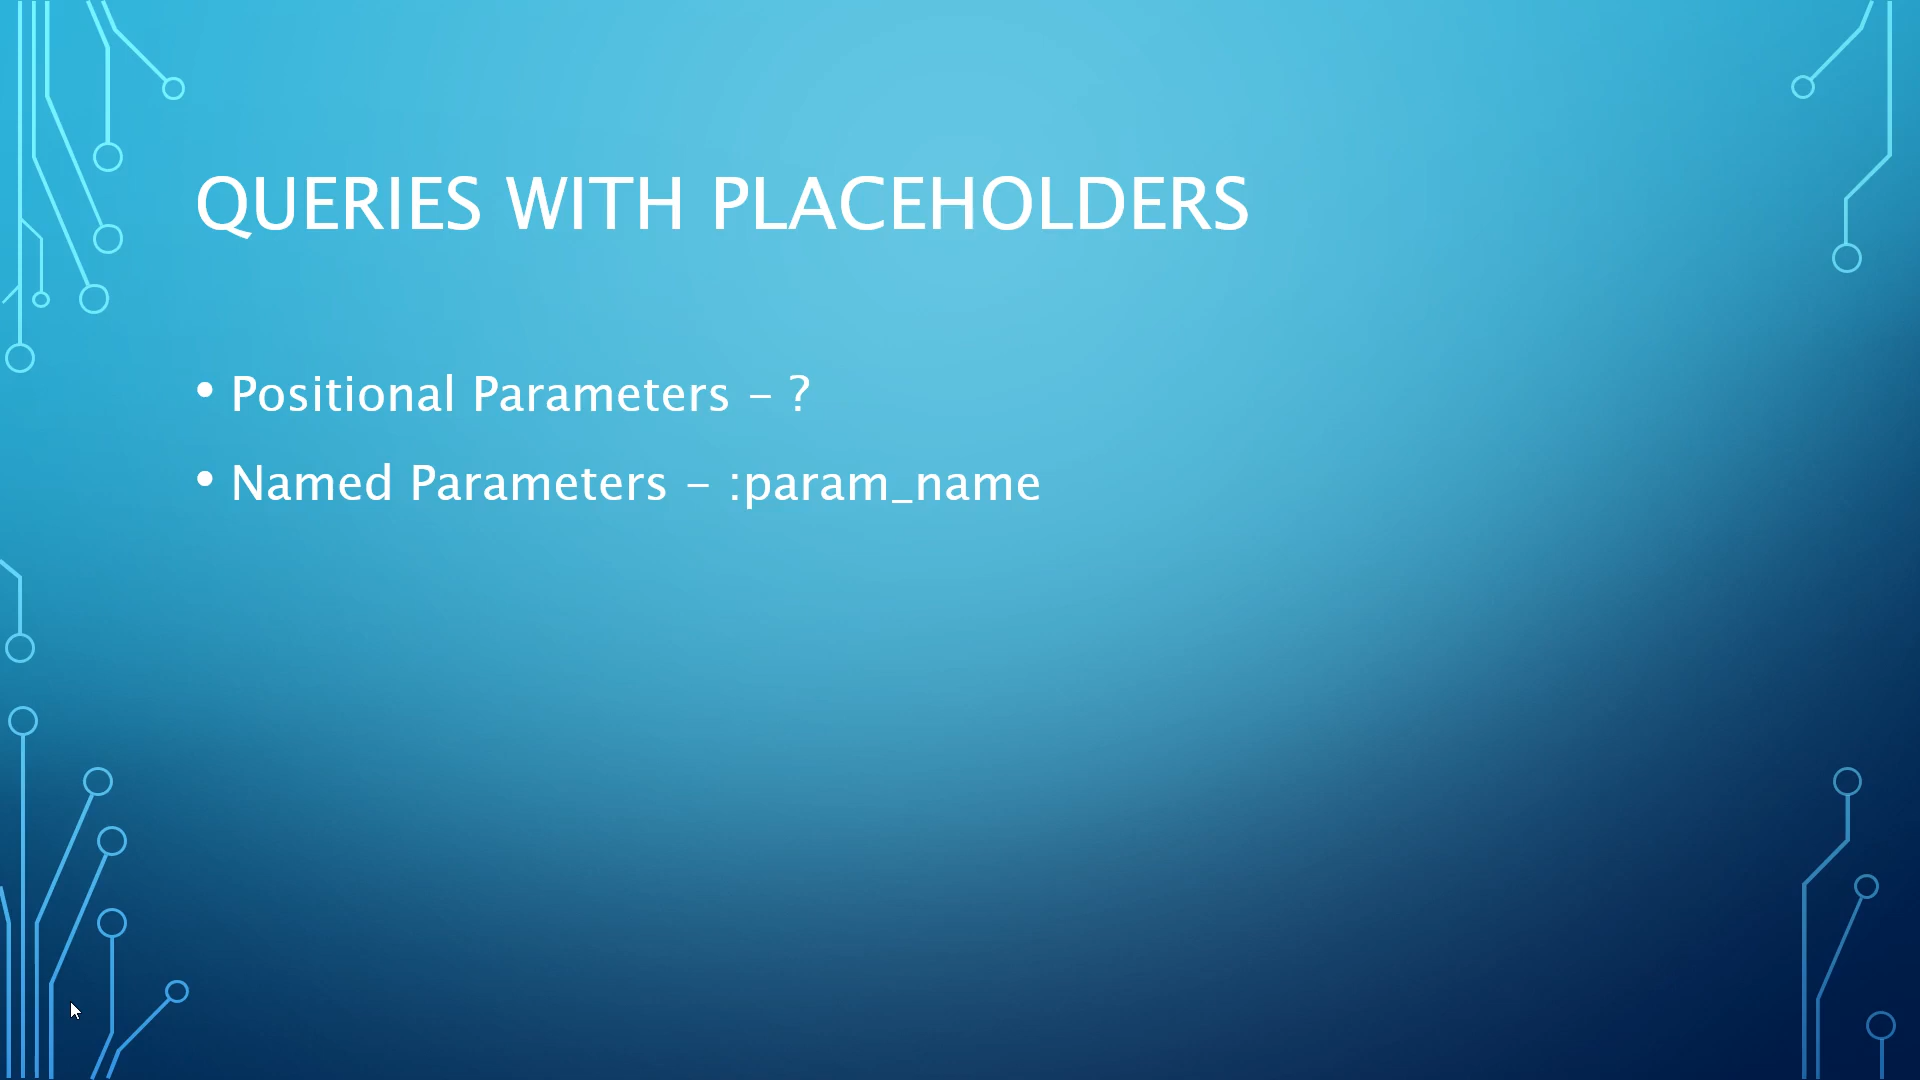 QUERIES WITH PLACEHOLDERS
• Positional Parameters – ?
• Named Parameters – :param_name